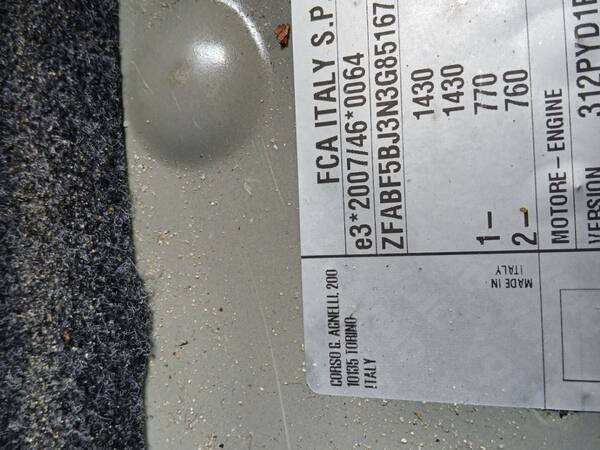 FCA ITALY S.P.
e3*2007/46*0064
ZFABF5BJ3N3G85167
1430
1430
1– 770
2– 760
MOTORE – ENGINE
VERSION 312PYD1
CORSO G. AGNELLI, 200
10135 TORINO
ITALY
MADE IN
ITALY